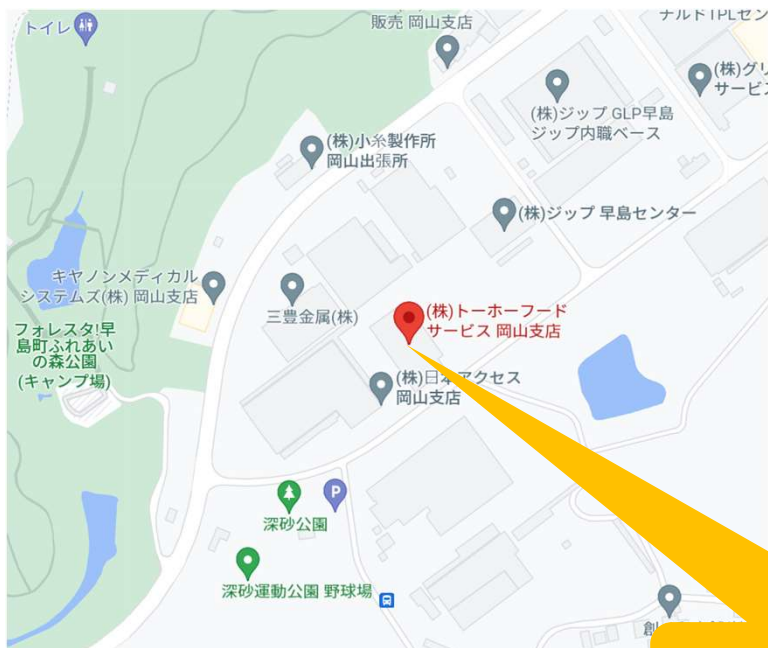 トイレ
販売 岡山支店
ナルドTPLセン
(株)グリ
サービス
(株)ジップ GLP早島
ジップ内職ベース
(株)小糸製作所
岡山出張所
(株)ジップ 早島センター
キヤノンメディカル
システムズ(株) 岡山支店
三豊金属(株)
(株)トーホーフード
サービス 岡山支店
フォレスタ!早
島町ふれあい
の森公園
(キャンプ場)
(株)日本アクセス
岡山支店
P
深砂公園
深砂運動公園 野球場
創